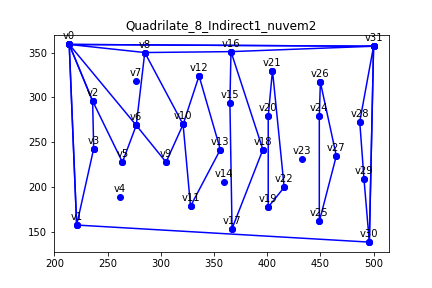 Quadrilate_8_Indirect1_nuvem2
v0
v31
v8
v16
350
v7
v12
v21
v26
300
v2
v15
v20
v24
v28
v6
v10
250
v3
v13
v18
v27
v5
v9
v23
200
v4
v14
v22
v29
v11
v19
v1
v17
v25
150
v30
200 250 300 350 400 450 500